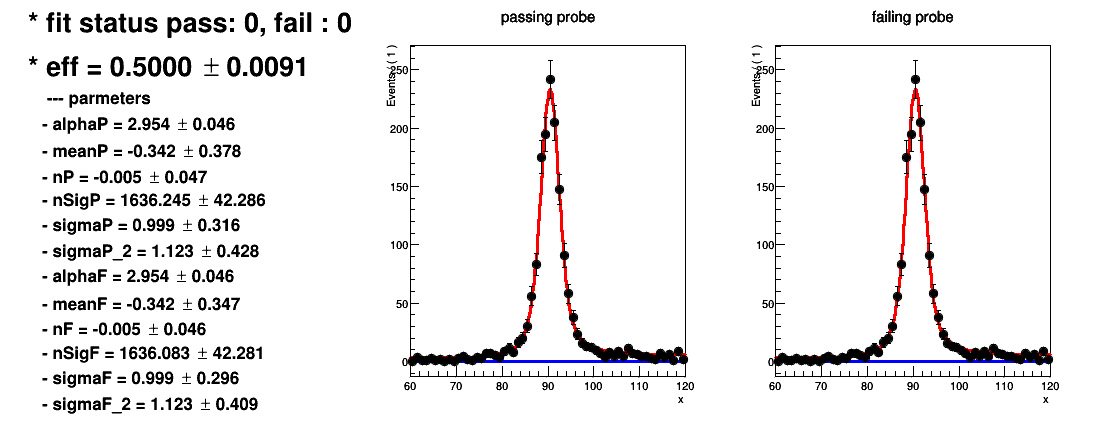 * fit status pass: 0, fail : 0
* eff = 0.5000 ± 0.0091
--- parmeters
- alphaP = 2.954 ± 0.046
- meanP = -0.342 ± 0.378
- nP = -0.005 ± 0.047
- nSigP = 1636.245 ± 42.286
- sigmaP = 0.999 ± 0.316
- sigmaP_2 = 1.123 ± 0.428
- alphaF = 2.954 ± 0.046
- meanF = -0.342 ± 0.347
- nF = -0.005 ± 0.046
- nSigF = 1636.083 ± 42.281
- sigmaF = 0.999 ± 0.296
- sigmaF_2 = 1.123 ± 0.409
passing probe
Events / ( 1 )
250
200
150
100
50
0
60 70 80 90 100 110 120
x
failing probe
Events / ( 1 )
250
200
150
100
50
0
60 70 80 90 100 110 120
x